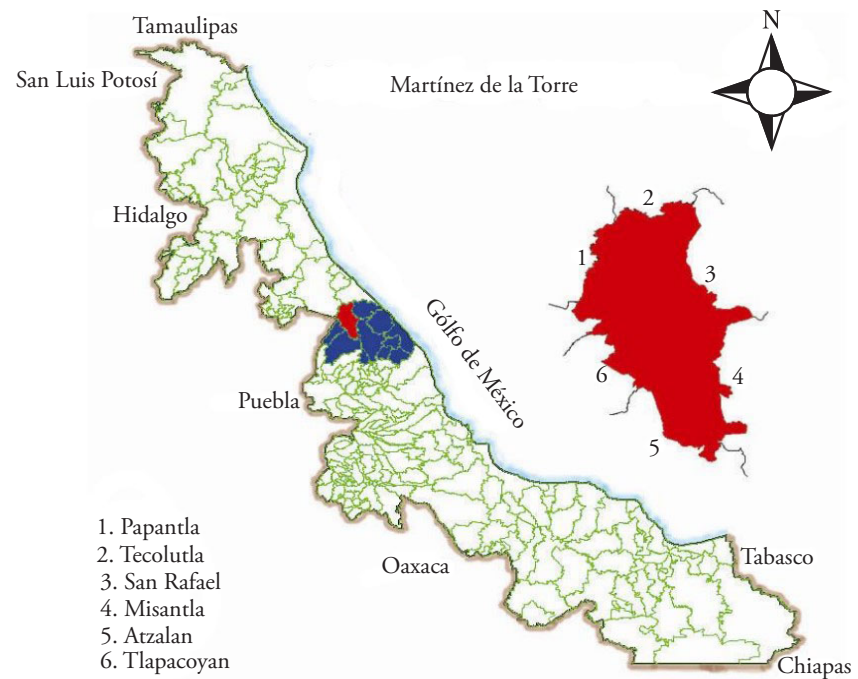 Tamaulipas
N
San Luis Potosí
Martínez de la Torre
2
Hidalgo
1
3
Gólfo de México
6
4
Puebla
5
1. Papantla
2. Tecolutla
3. San Rafael
4. Misantla
5. Atzalan
6. Tlapacoyan
Oaxaca
Tabasco
Chiapas